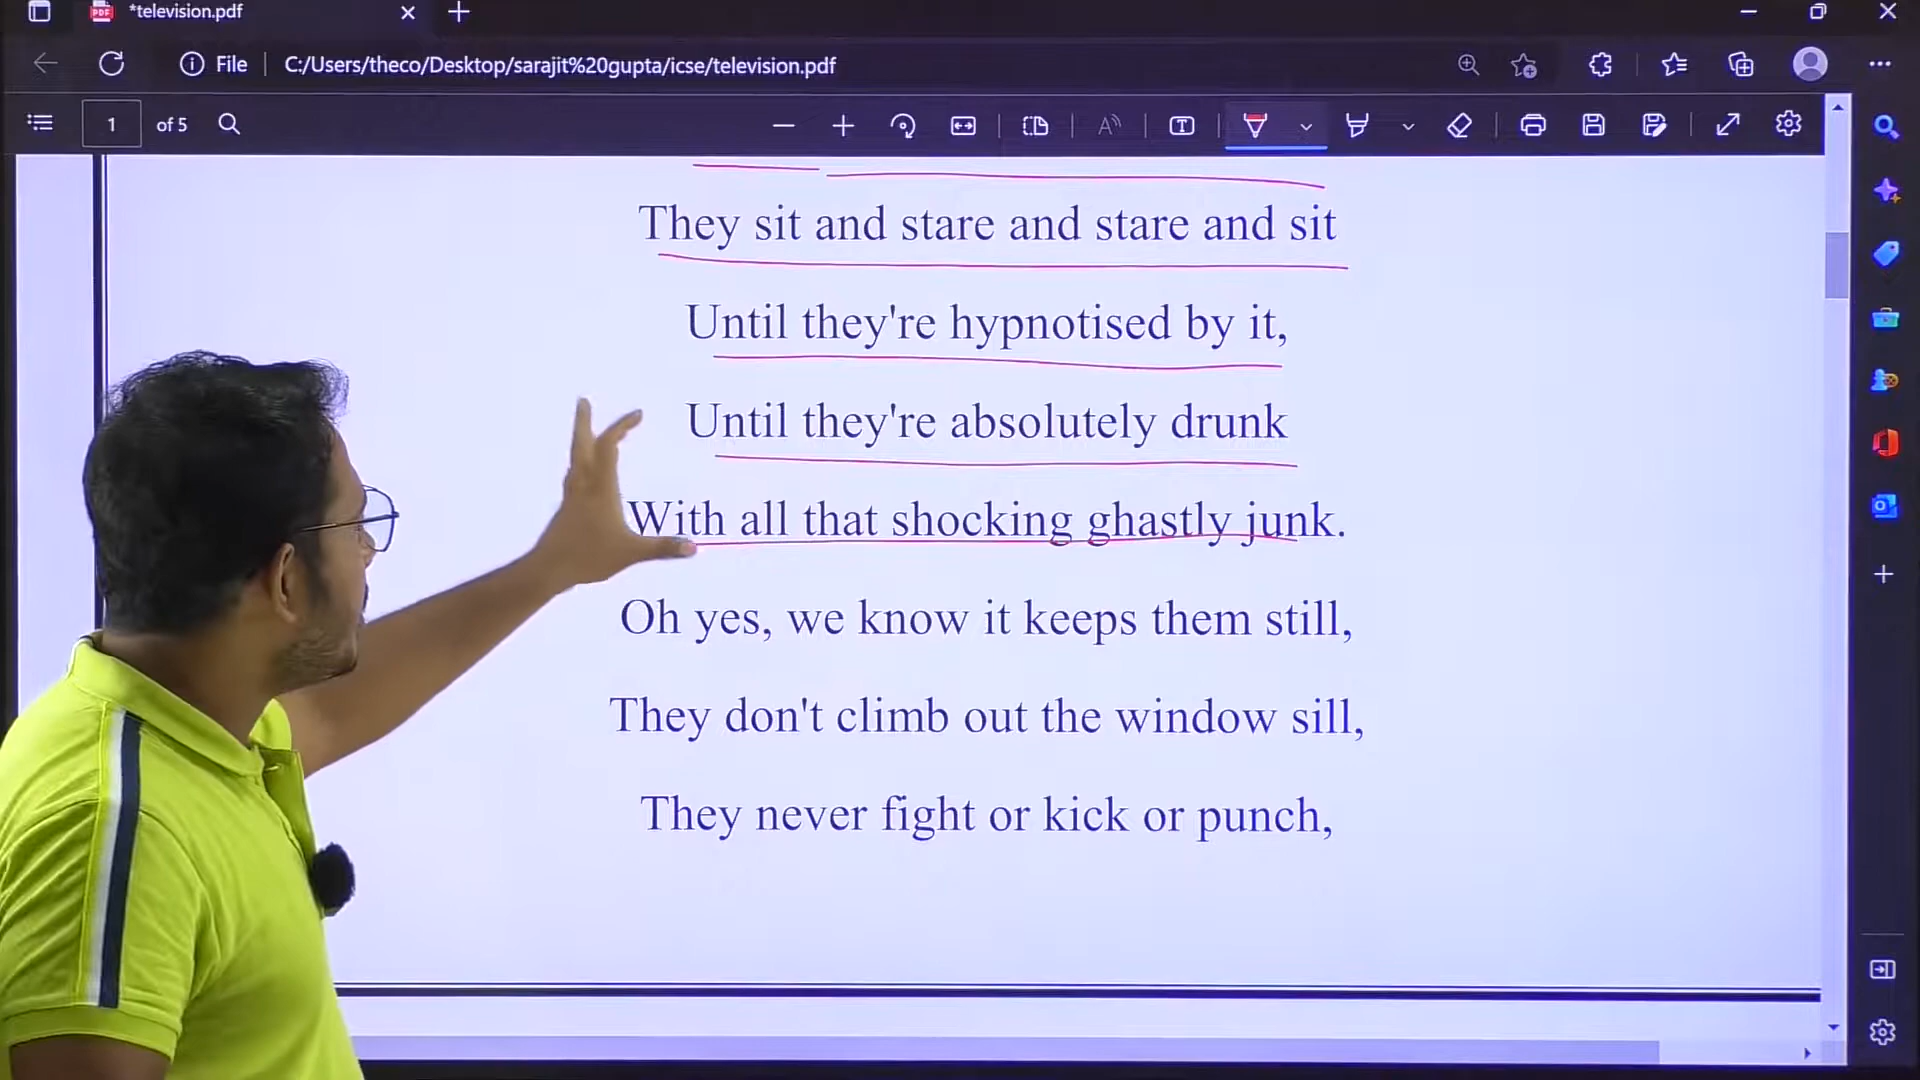 *television.pdf
File
C:/Users/theco/Desktop/sarajit%20gupta/icse/television.pdf
1 of 5
They sit and stare and stare and sit
Until they're hypnotised by it,
Until they're absolutely drunk
With all that shocking ghastly junk.
Oh yes, we know it keeps them still,
They don't climb out the window sill,
They never fight or kick or punch,